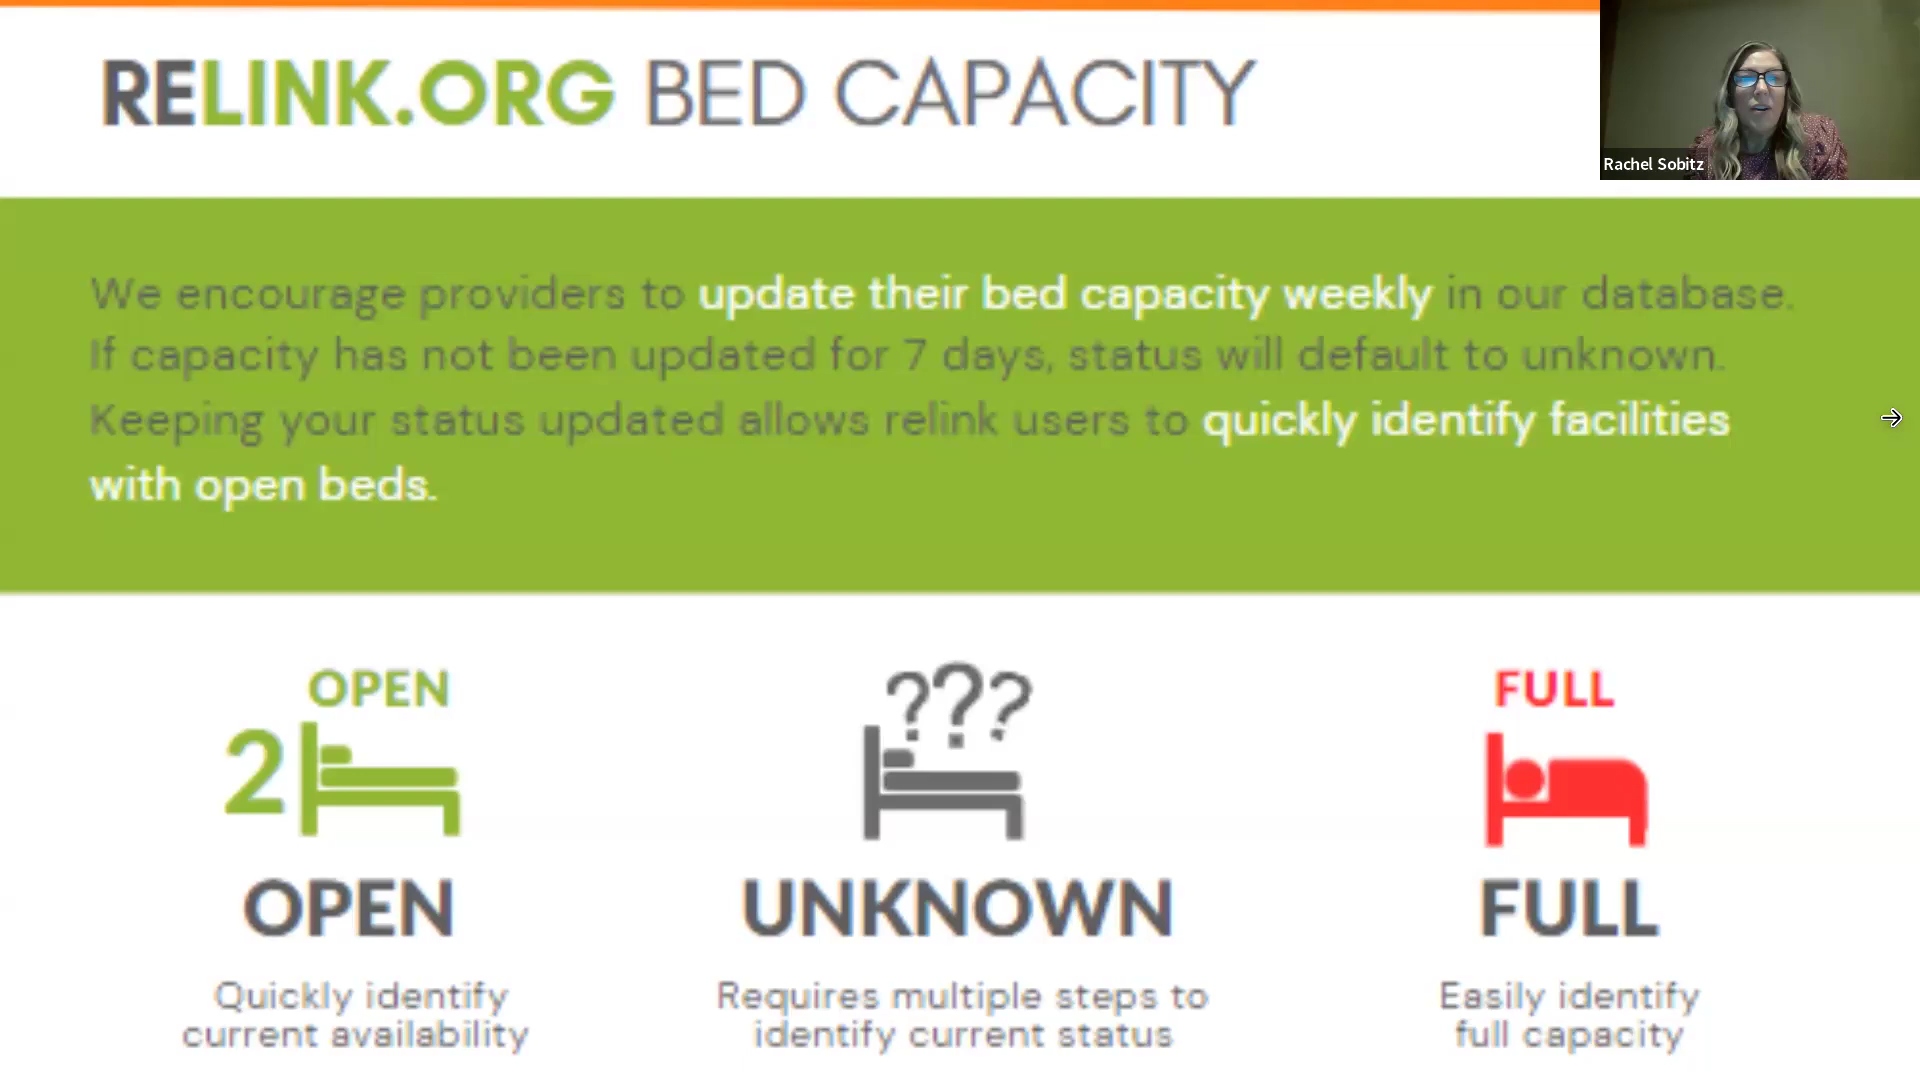 RELINK.ORG BED CAPACITY
Rachel Sobitz
We encourage providers to update their bed capacity weekly in our database.
If capacity has not been updated for 7 days, status will default to unknown.
Keeping your status updated allows relink users to quickly identify facilities
with open beds.
OPEN
2
OPEN
Quickly identify
current availability
???
UNKNOWN
Requires multiple steps to
identify current status
FULL
FULL
Easily identify
full capacity